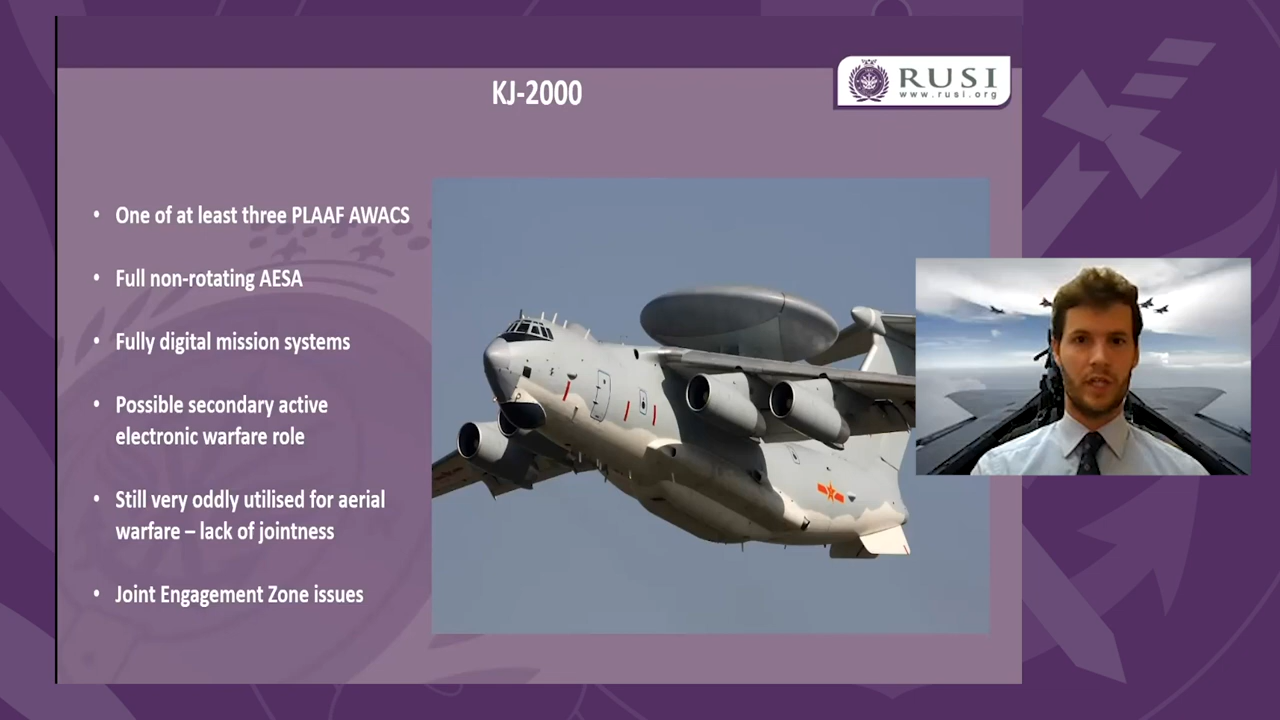 KJ-2000
RUSI
www.rusi.org
• One of at least three PLAAF AWACS
• Full non-rotating AESA
• Fully digital mission systems
• Possible secondary active
electronic warfare role
• Still very oddly utilised for aerial
warfare – lack of jointness
• Joint Engagement Zone issues